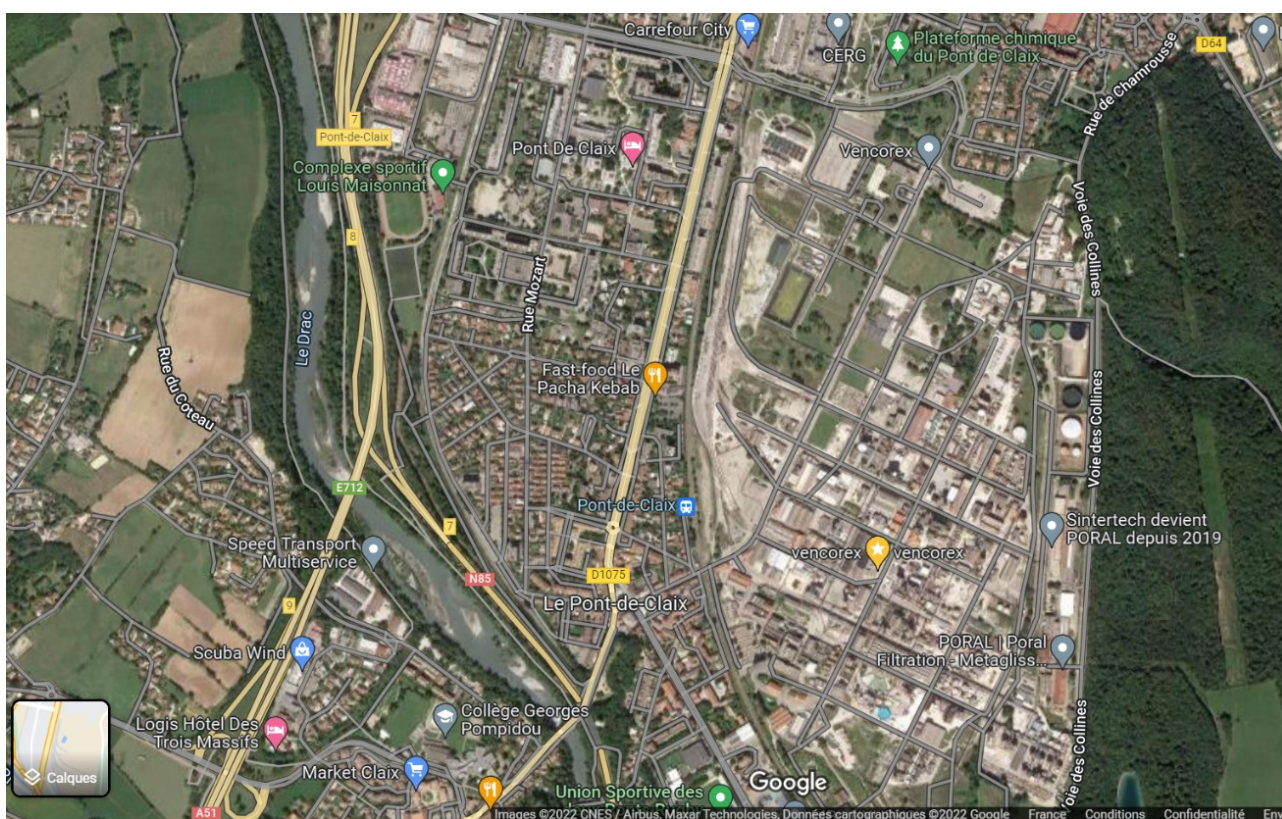 Carrefour City
CERG
Plateforme chimique
du Pont de Claix
D64
Rue de Chamrousse
7
Pont-de-Claix
Complexe sportif
Louis Maisonnat
Pont De Claix
Vencorex
Voie des Collines
8
Rue Mozart
Le Drac
Rue du Coteau
Fast-food Le
Pacha Kebab
Voie des Collines
E712
Pont-de-Claix
7
Speed Transport
Multiservice
N85
D1075
vencorex
vencorex
Sintertech devient
PORAL depuis 2019
Le Pont-de-Claix
9
Scuba Wind
PORAL | Poral
Filtration - Metagliss...
Logis Hôtel Des
Trois Massifs
Collège Georges
Pompidou
Voie des Collines
Calques
Market Claix
Google
Union Sportive des
A51
Images ©2022 CNES / Airbus, Maxar Technologies, Données cartographiques ©2022 Google France Conditions Confidentialité